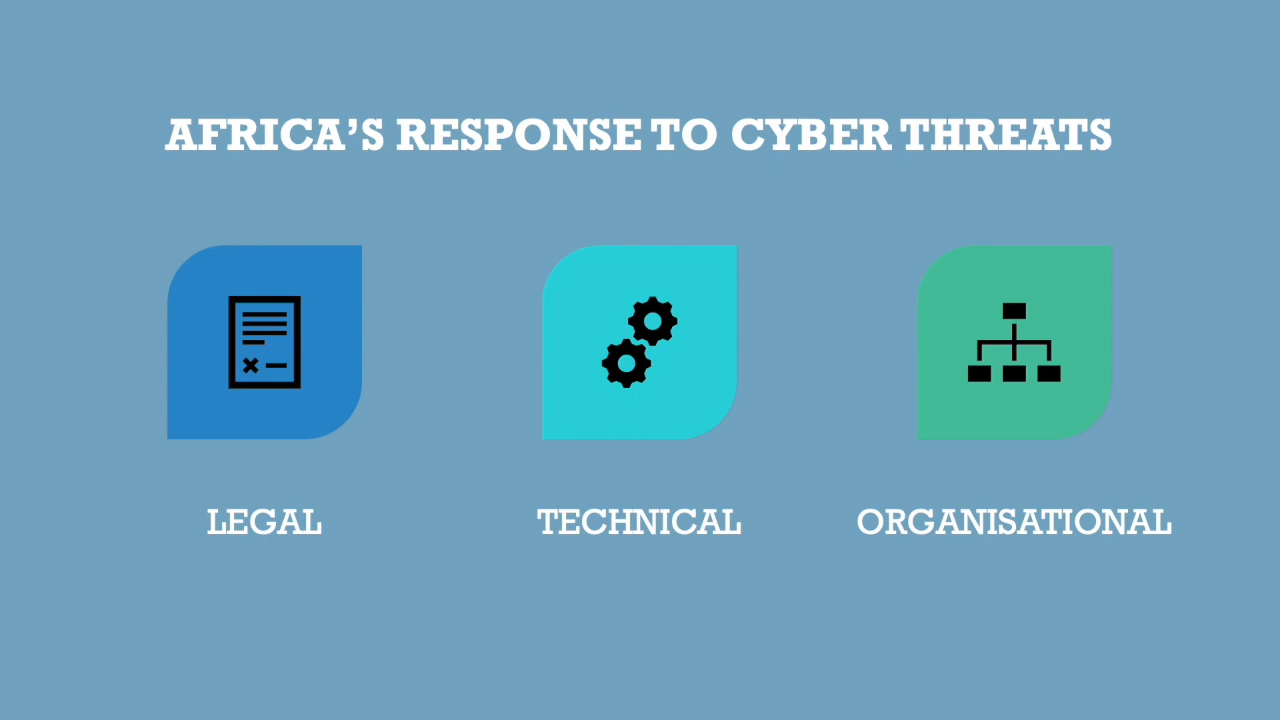 AFRICA’S RESPONSE TO CYBER THREATS
LEGAL
TECHNICAL
ORGANISATIONAL